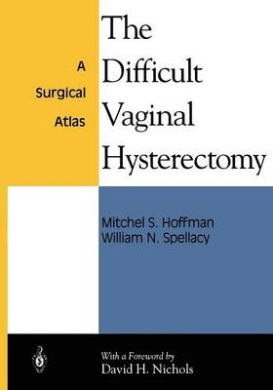 The
Difficult
Vaginal
Hysterectomy
A
Surgical
Atlas
Mitchel S. Hoffman
William N. Spellacy
With a Foreword by
David H. Nichols